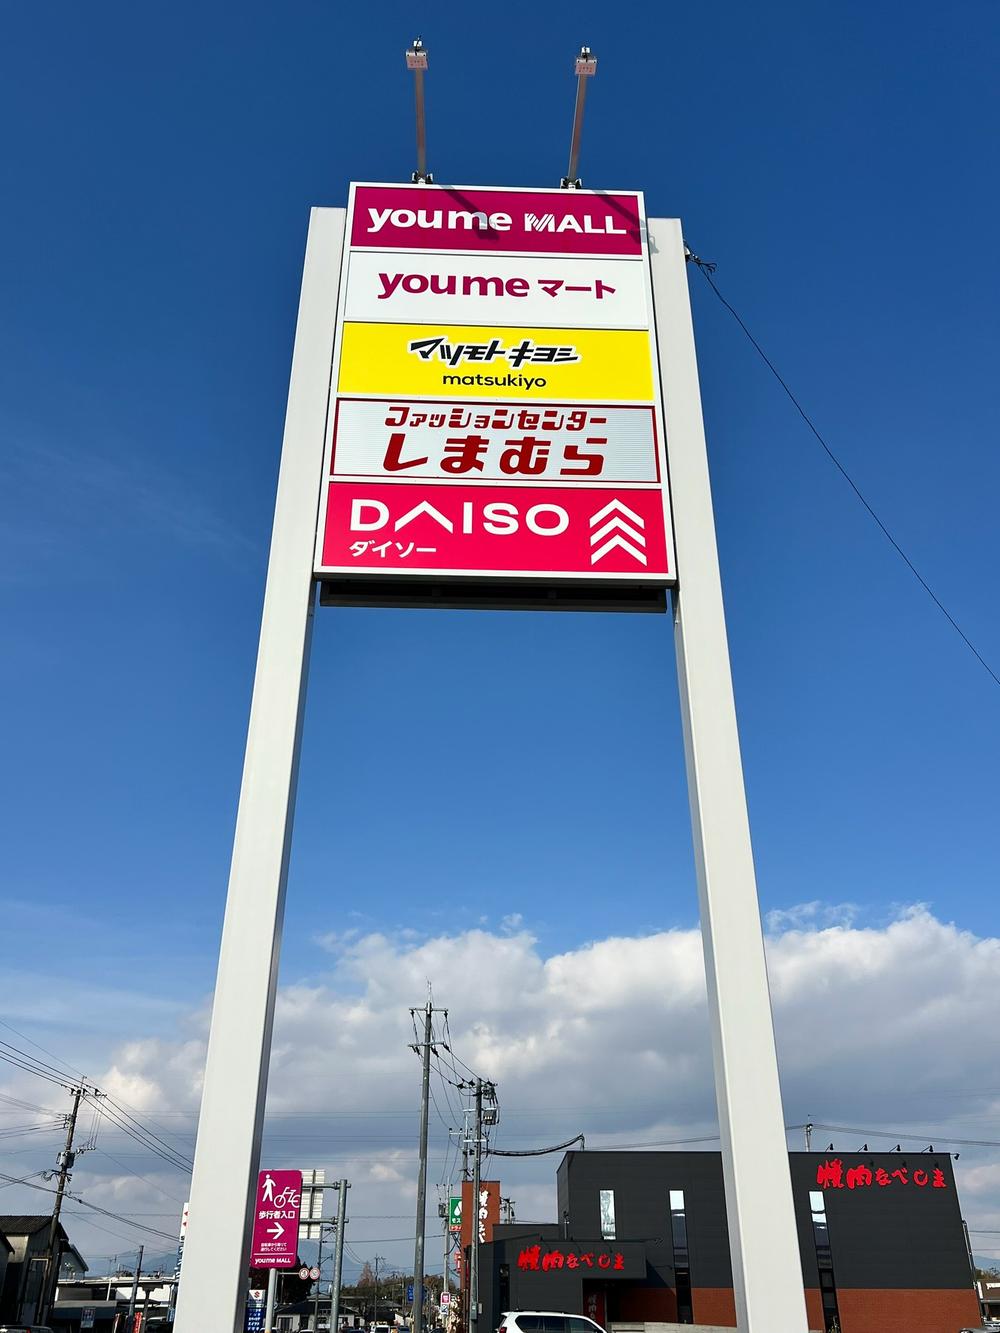 youme MALL
youme マート
マツモトキヨシ
matsukiyo
ファッションセンター
しまむら
DAISO
ダイソー
焼肉なべしま
焼肉なべしま
歩行者入口
youme MALL